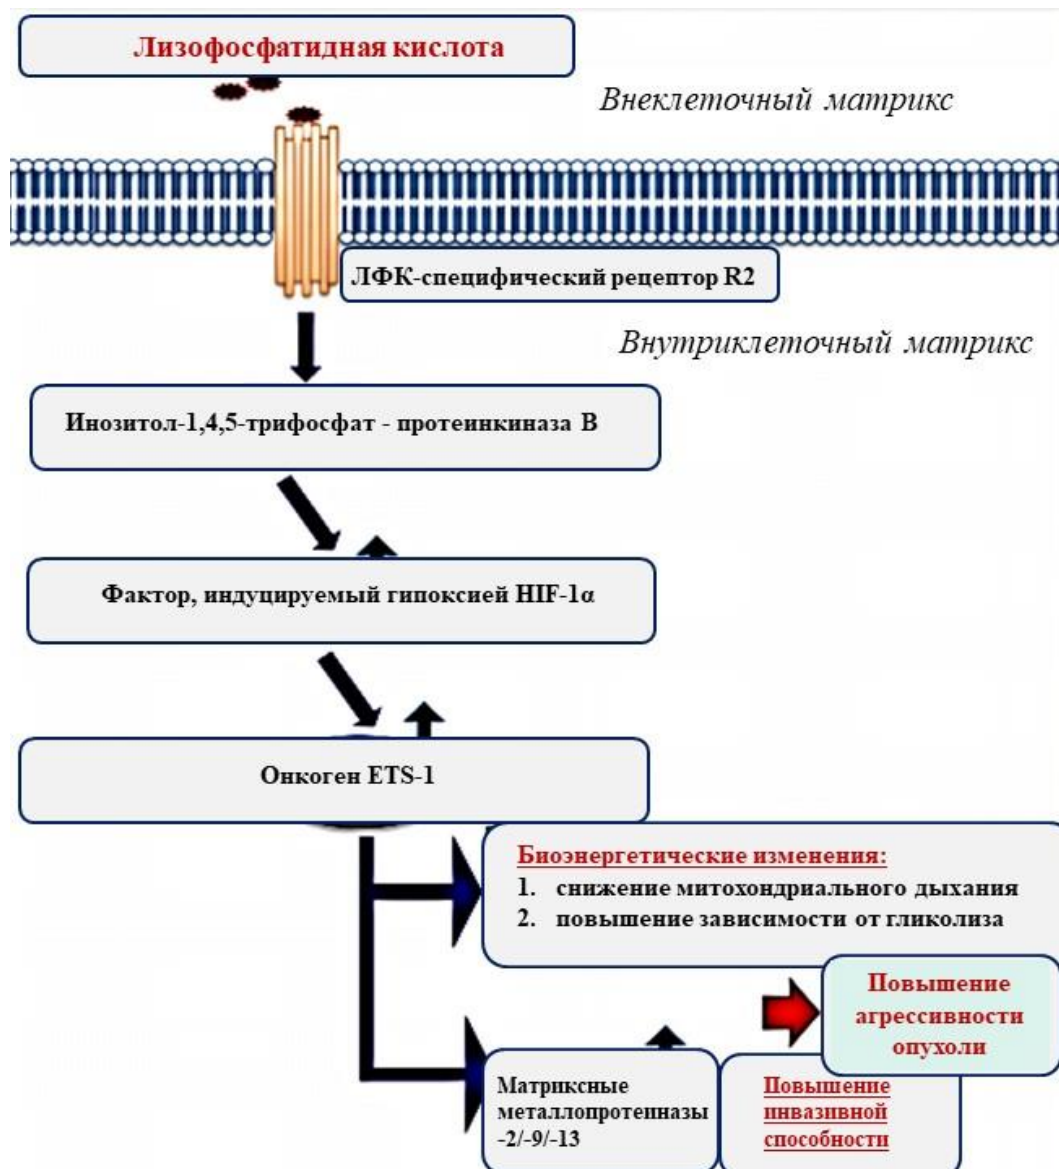 Лизофосфатидная кислота
Внеклеточный матрикс
ЛФК-специфический рецептор R2
Внутриклеточный матрикс
Инозитол-1,4,5-трифосфат - протеинкиназа В
Фактор, индуцируемый гипоксией HIF-1α
Онкоген ETS-1
Биоэнергетические изменения:
1. снижение митохондриального дыхания
2. повышение зависимости от гликолиза
Повышение
агрессивности
опухоли
Матриксные
металлопротеиназы
-2/-9/-13
Повышение
инвазивной
способности